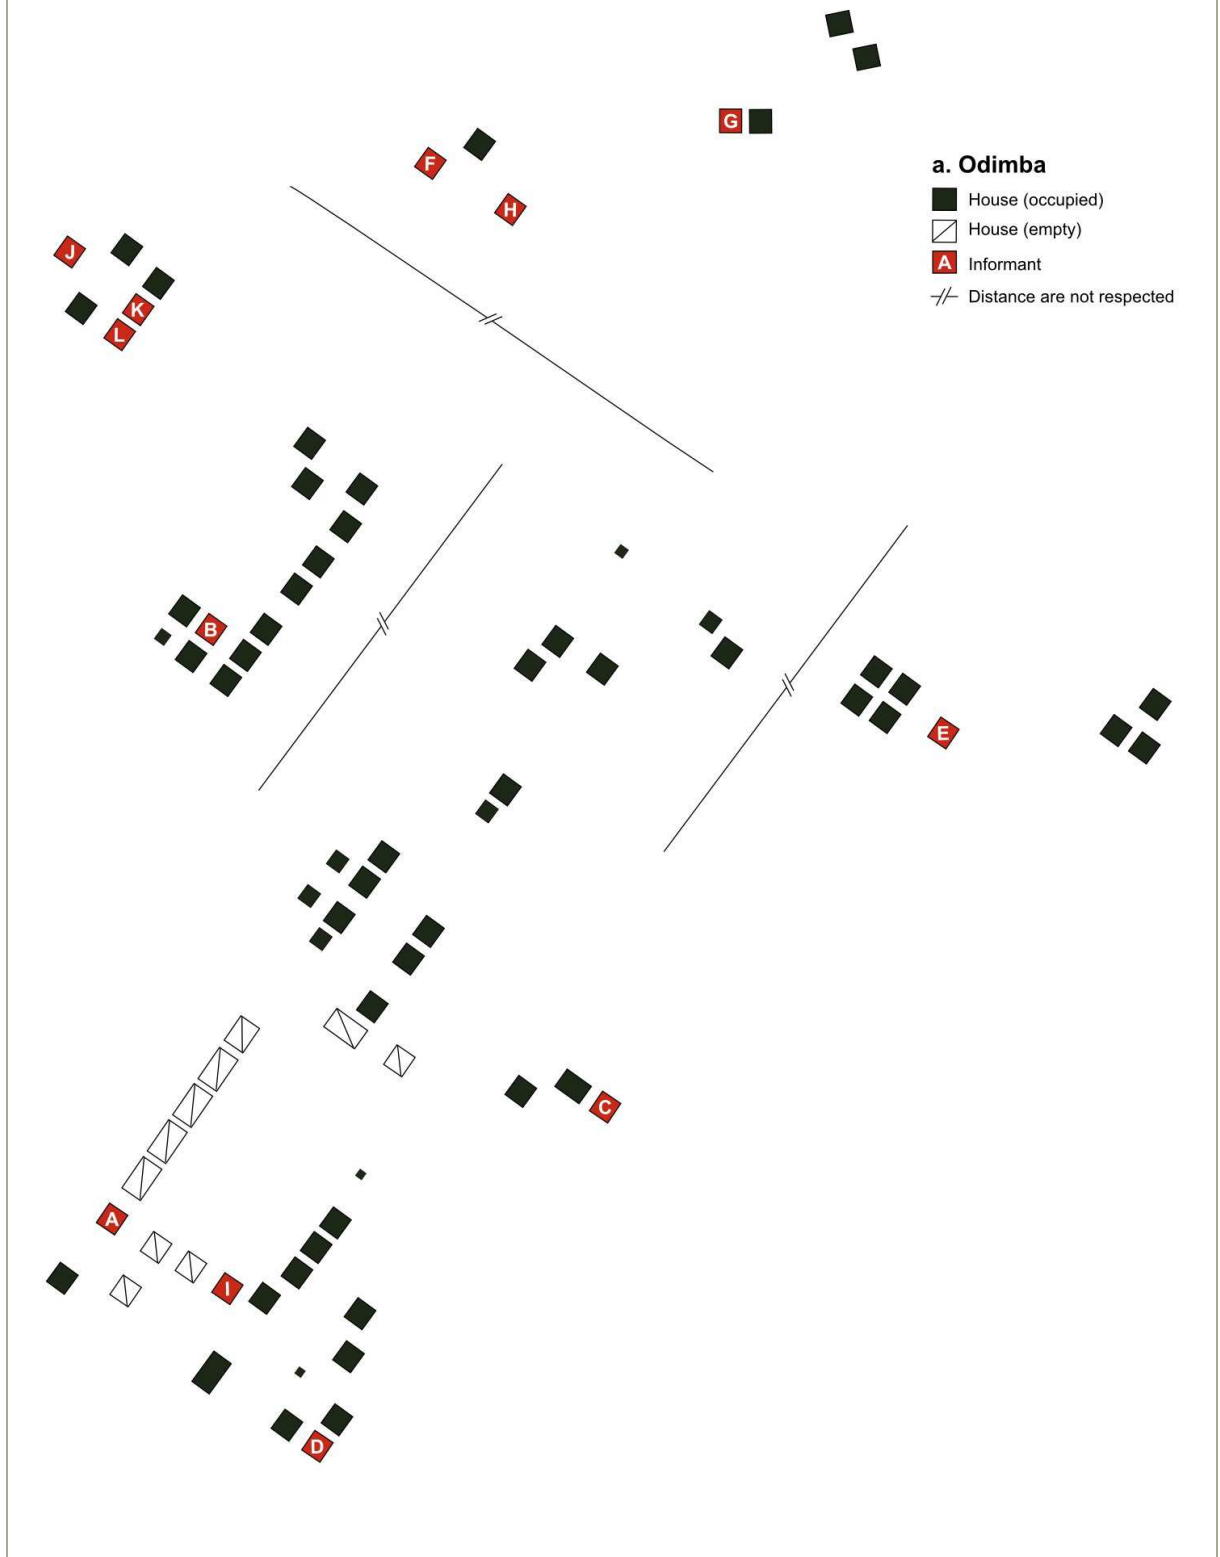 G
F
H
a. Odimba
House (occupied)
House (empty)
A Informant
Distance are not respected
J
K
L
B
E
C
A
I
D